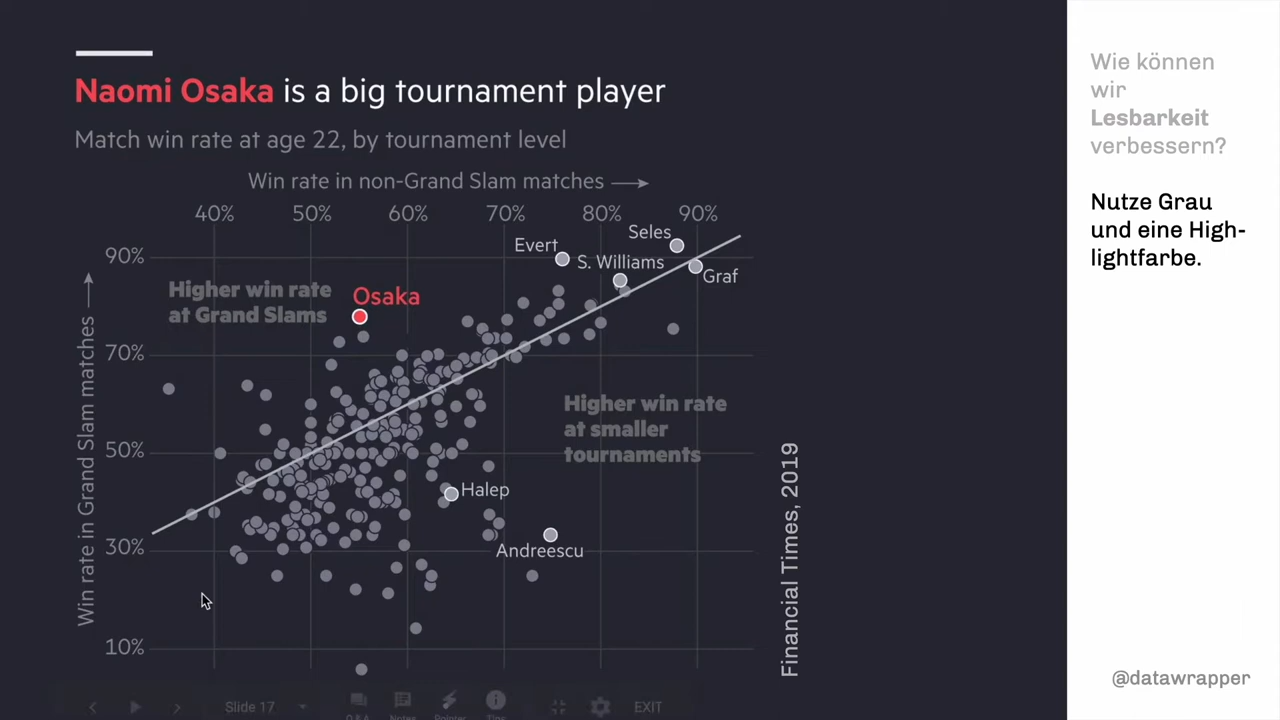 Naomi Osaka is a big tournament player
Match win rate at age 22, by tournament level
Win rate in non-Grand Slam matches
40% 50% 60% 70% 80% 90%
90%
70%
50%
30%
10%
Win rate in Grand Slam matches
Higher win rate
at Grand Slams
Osaka
Evert
Seles
S. Williams
Graf
Higher win rate
at smaller
tournaments
Halep
Andreescu
Financial Times, 2019
Wie können
wir
Lesbarkeit
verbessern?
Nutze Grau
und eine High-
lightfarbe.
@datawrapper
Slide 17
Q & A Notes Pointer Tips
EXIT